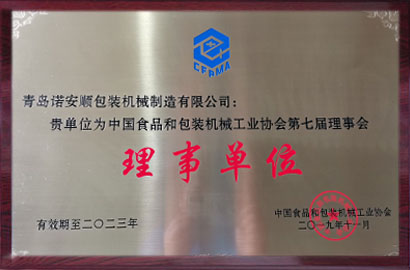 CFPMA
青岛诺安顺包装机械制造有限公司：
贵单位为中国食品和包装机械工业协会第七届理事会
理事单位
有效期至二〇二三年
中国食品和包装机械工业协会
二〇一九年十一月